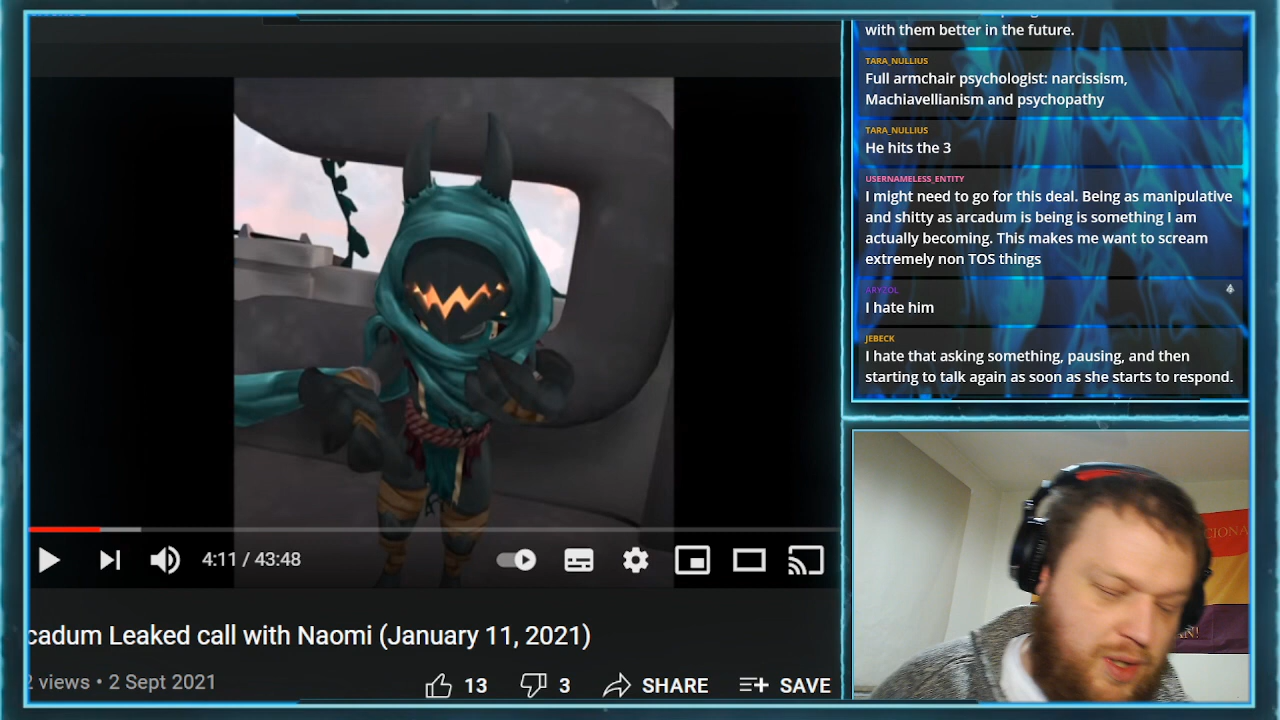 with them better in the future.
TARA_NULLIUS
Full armchair psychologist: narcissism,
Machiavellianism and psychopathy
TARA_NULLIUS
He hits the 3
USERNAMELESS_ENTITY
I might need to go for this deal. Being as manipulative
and shitty as arcadum is being is something I am
actually becoming. This makes me want to scream
extremely non TOS things
ARYZOL
I hate him
JEBECK
I hate that asking something, pausing, and then
starting to talk again as soon as she starts to respond.
4:11 / 43:48
cadum Leaked call with Naomi (January 11, 2021)
2 views • 2 Sept 2021
13
3
SHARE
SAVE
CIONA
AN!